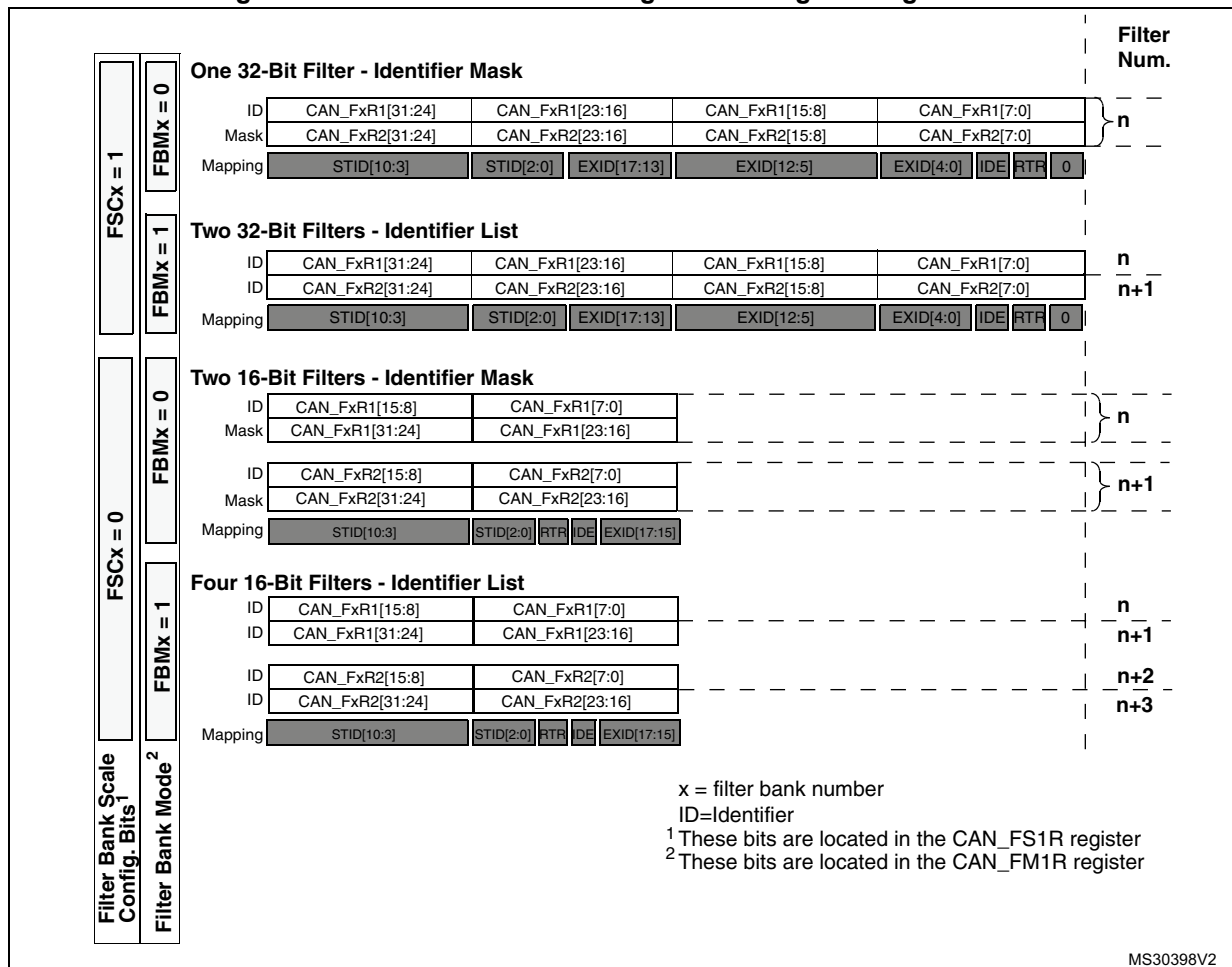 Filter
Num.
One 32-Bit Filter - Identifier Mask
ID CAN_FxR1[31:24] CAN_FxR1[23:16] CAN_FxR1[15:8] CAN_FxR1[7:0]
n
Mask CAN_FxR2[31:24] CAN_FxR2[23:16] CAN_FxR2[15:8] CAN_FxR2[7:0]
Mapping STID[10:3] STID[2:0] EXID[17:13] EXID[12:5] EXID[4:0] IDE RTR 0
FSCx = 1
FBMx = 0
Two 32-Bit Filters - Identifier List
ID CAN_FxR1[31:24] CAN_FxR1[23:16] CAN_FxR1[15:8] CAN_FxR1[7:0] n
ID CAN_FxR2[31:24] CAN_FxR2[23:16] CAN_FxR2[15:8] CAN_FxR2[7:0] n+1
Mapping STID[10:3] STID[2:0] EXID[17:13] EXID[12:5] EXID[4:0] IDE RTR 0
FBMx = 1
Two 16-Bit Filters - Identifier Mask
ID CAN_FxR1[15:8] CAN_FxR1[7:0]
n
Mask CAN_FxR1[31:24] CAN_FxR1[23:16]
ID CAN_FxR2[15:8] CAN_FxR2[7:0]
n+1
Mask CAN_FxR2[31:24] CAN_FxR2[23:16]
Mapping STID[10:3] STID[2:0] RTR IDE EXID[17:15]
FSCx = 0
FBMx = 0
Four 16-Bit Filters - Identifier List
ID CAN_FxR1[15:8] CAN_FxR1[7:0] n
ID CAN_FxR1[31:24] CAN_FxR1[23:16] n+1
ID CAN_FxR2[15:8] CAN_FxR2[7:0] n+2
ID CAN_FxR2[31:24] CAN_FxR2[23:16] n+3
Mapping STID[10:3] STID[2:0] RTR IDE EXID[17:15]
FBMx = 1
Filter Bank Scale
Config. Bits1
Filter Bank Mode2
x = filter bank number
ID=Identifier
1 These bits are located in the CAN_FS1R register
2 These bits are located in the CAN_FM1R register
MS30398V2